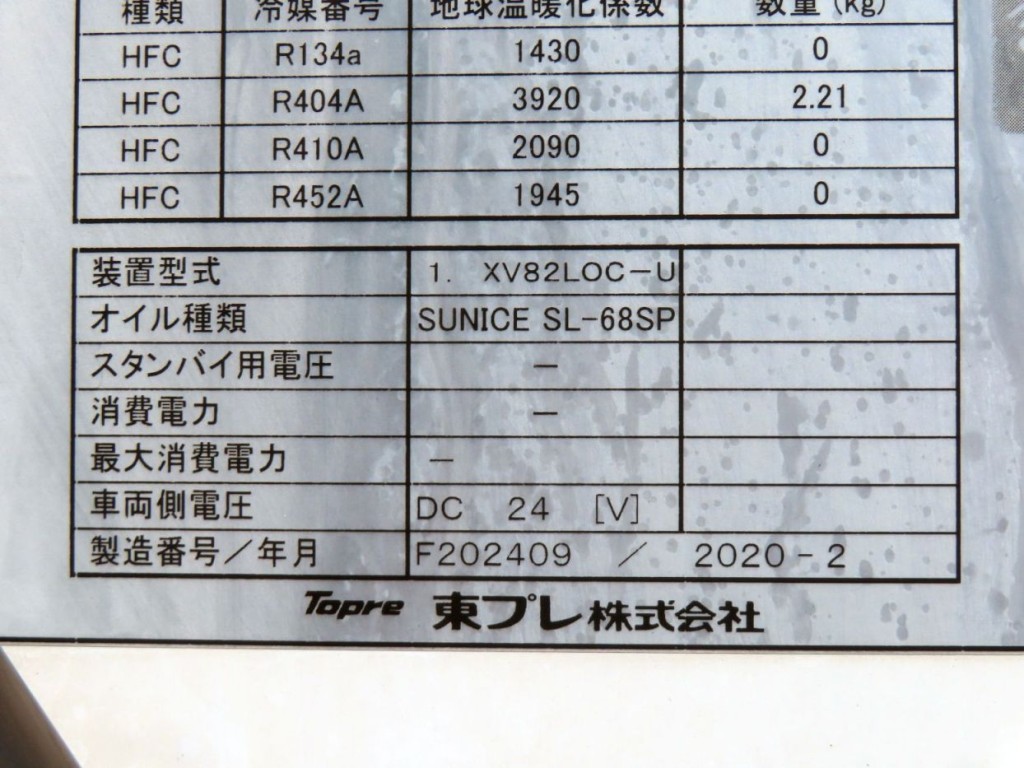 種類 冷媒番号 地球温暖化係数 数量(kg)
HFC R134a 1430 0
HFC R404A 3920 2.21
HFC R410A 2090 0
HFC R452A 1945 0
装置型式 1. XV82LOC-U
オイル種類 SUNICE SL-68SP
スタンバイ用電圧 -
消費電力 -
最大消費電力 -
車両側電圧 DC 24 [V]
製造番号/年月 F202409 / 2020-2
Topre 東プレ株式会社